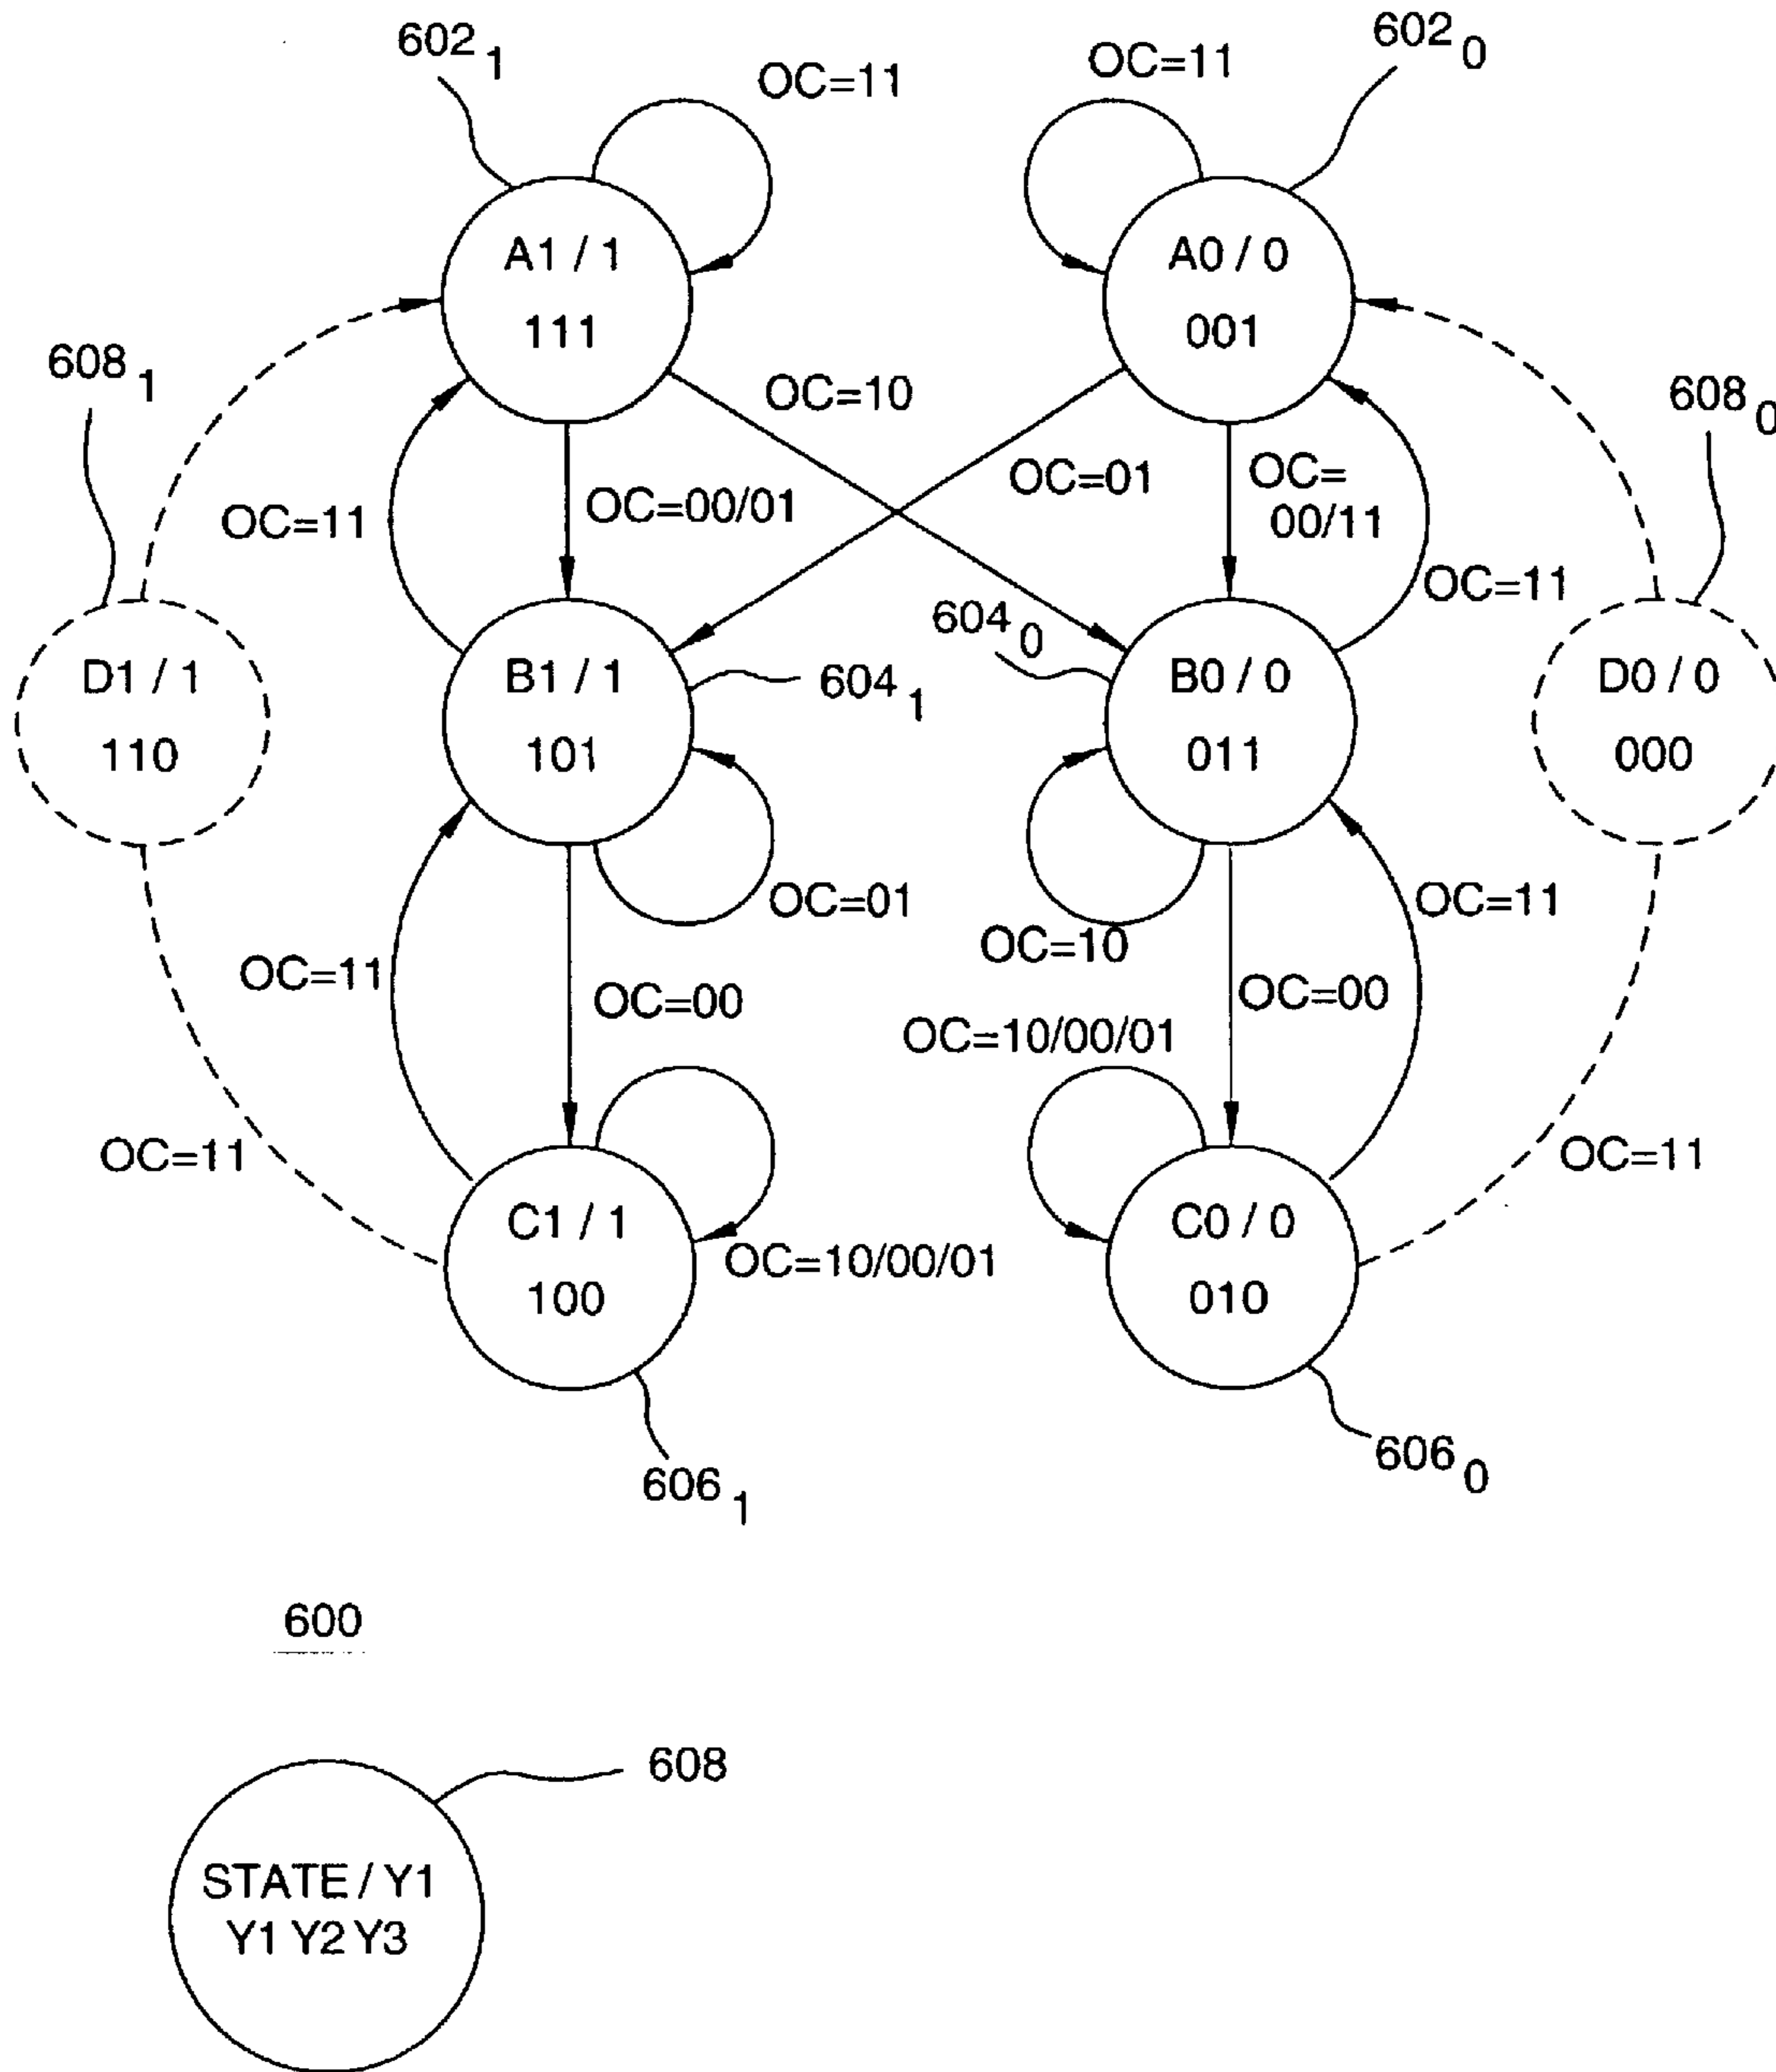 602 1
602 0
OC=11
OC=11
A1 / 1
111
A0 / 0
001
608 1
OC=10
608 0
OC=11
OC=00/01
OC=01
OC=
00/11
OC=11
604 0
D1 / 1
110
B1 / 1
101
604 1
B0 / 0
011
D0 / 0
000
OC=01
OC=10
OC=11
OC=11
OC=00
OC=00
OC=10/00/01
OC=11
OC=11
C1 / 1
100
OC=10/00/01
C0 / 0
010
606 1
606 0
600
608
STATE / Y1
Y1 Y2 Y3